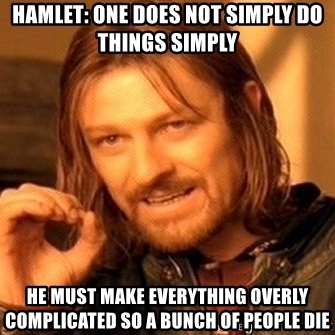 HAMLET: ONE DOES NOT SIMPLY DO
THINGS SIMPLY
HE MUST MAKE EVERYTHING OVERLY
COMPLICATED SO A BUNCH OF PEOPLE DIE